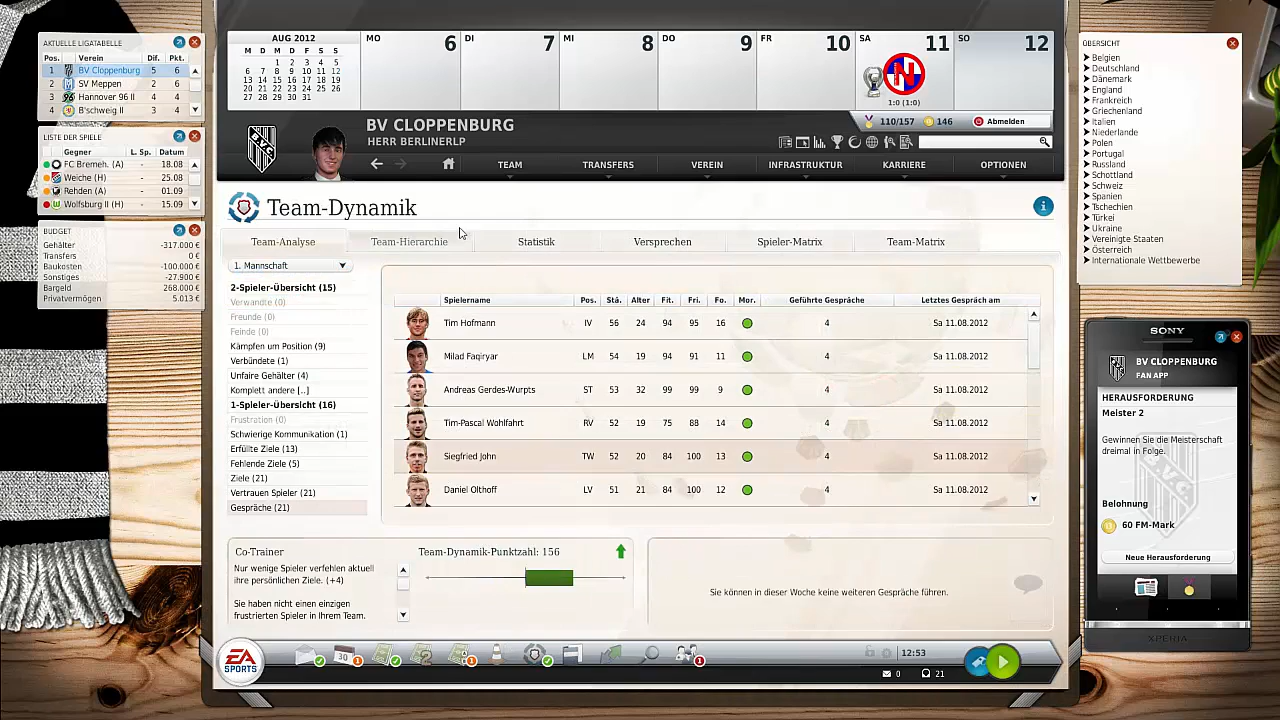 AKTUELLE LIGATABELLE
Pos. Verein Dif. Pkt.
1 BV Cloppenburg 5 6
2 SV Meppen 2 6
3 Hannover 96 II 4 4
4 B'schweig II 3 4
LISTE DER SPIELE
Gegner L. Sp. Datum
FC Bremeh. (A) - 18.08
Weiche (H) - 25.08
Rehden (A) - 01.09
Wolfsburg II (H) - 15.09
BUDGET
Gehälter -317.000 €
Transfers 0 €
Baukosten -100.000 €
Sonstiges -27.900 €
Bargeld 268.000 €
Privatvermögen 5.013 €
AUG 2012
M D M D F S S
1 2 3 4 5
6 7 8 9 10 11 12
13 14 15 16 17 18 19
20 21 22 23 24 25 26
27 28 29 30 31
MO 6 DI 7 MI 8 DO 9 FR 10 SA 11 SO 12
N
1:0 (1:0)
110/157 146 Abmelden
B.V.C.
BV CLOPPENBURG
HERR BERLINERLP
TEAM TRANSFERS VEREIN INFRASTRUKTUR KARRIERE OPTIONEN
Team-Dynamik
i
Team-Analyse Team-Hierarchie Statistik Versprechen Spieler-Matrix Team-Matrix
1. Mannschaft
2-Spieler-Übersicht (15)
Verwandte (0)
Freunde (0)
Feinde (0)
Kämpfen um Position (9)
Verbündete (1)
Unfaire Gehälter (4)
Komplett andere [..]
1-Spieler-Übersicht (16)
Frustration (0)
Schwierige Kommunikation (1)
Erfüllte Ziele (13)
Fehlende Ziele (5)
Ziele (21)
Vertrauen Spieler (21)
Gespräche (21)
Spielername Pos. Stä. Alter Fit. Fri. Fo. Mor. Geführte Gespräche Letztes Gespräch am
Tim Hofmann IV 56 24 94 95 16 4 Sa 11.08.2012
Milad Faqiryar LM 54 19 94 91 11 4 Sa 11.08.2012
Andreas Gerdes-Wurpts ST 53 32 99 99 9 4 Sa 11.08.2012
Tim-Pascal Wohlfahrt RV 52 19 75 88 14 4 Sa 11.08.2012
Siegfried John TW 52 20 84 100 13 4 Sa 11.08.2012
Daniel Olthoff LV 51 21 84 100 12 4 Sa 11.08.2012
Co-Trainer
Nur wenige Spieler verfehlen aktuell
ihre persönlichen Ziele. (+4)
Sie haben nicht einen einzigen
frustrierten Spieler in Ihrem Team.
Team-Dynamik-Punktzahl: 156
Sie können in dieser Woche keine weiteren Gespräche führen.
EA
SPORTS
30 1 2 1 1
12:53
0 21
ÜBERSICHT
Belgien
Deutschland
Dänemark
England
Frankreich
Griechenland
Italien
Niederlande
Polen
Portugal
Russland
Schottland
Schweiz
Spanien
Tschechien
Türkei
Ukraine
Vereinigte Staaten
Österreich
Internationale Wettbewerbe
SONY
BV CLOPPENBURG
FAN APP
HERAUSFORDERUNG
Meister 2
Gewinnen Sie die Meisterschaft
dreimal in Folge.
Belohnung
60 FM-Mark
Neue Herausforderung
XPERIA